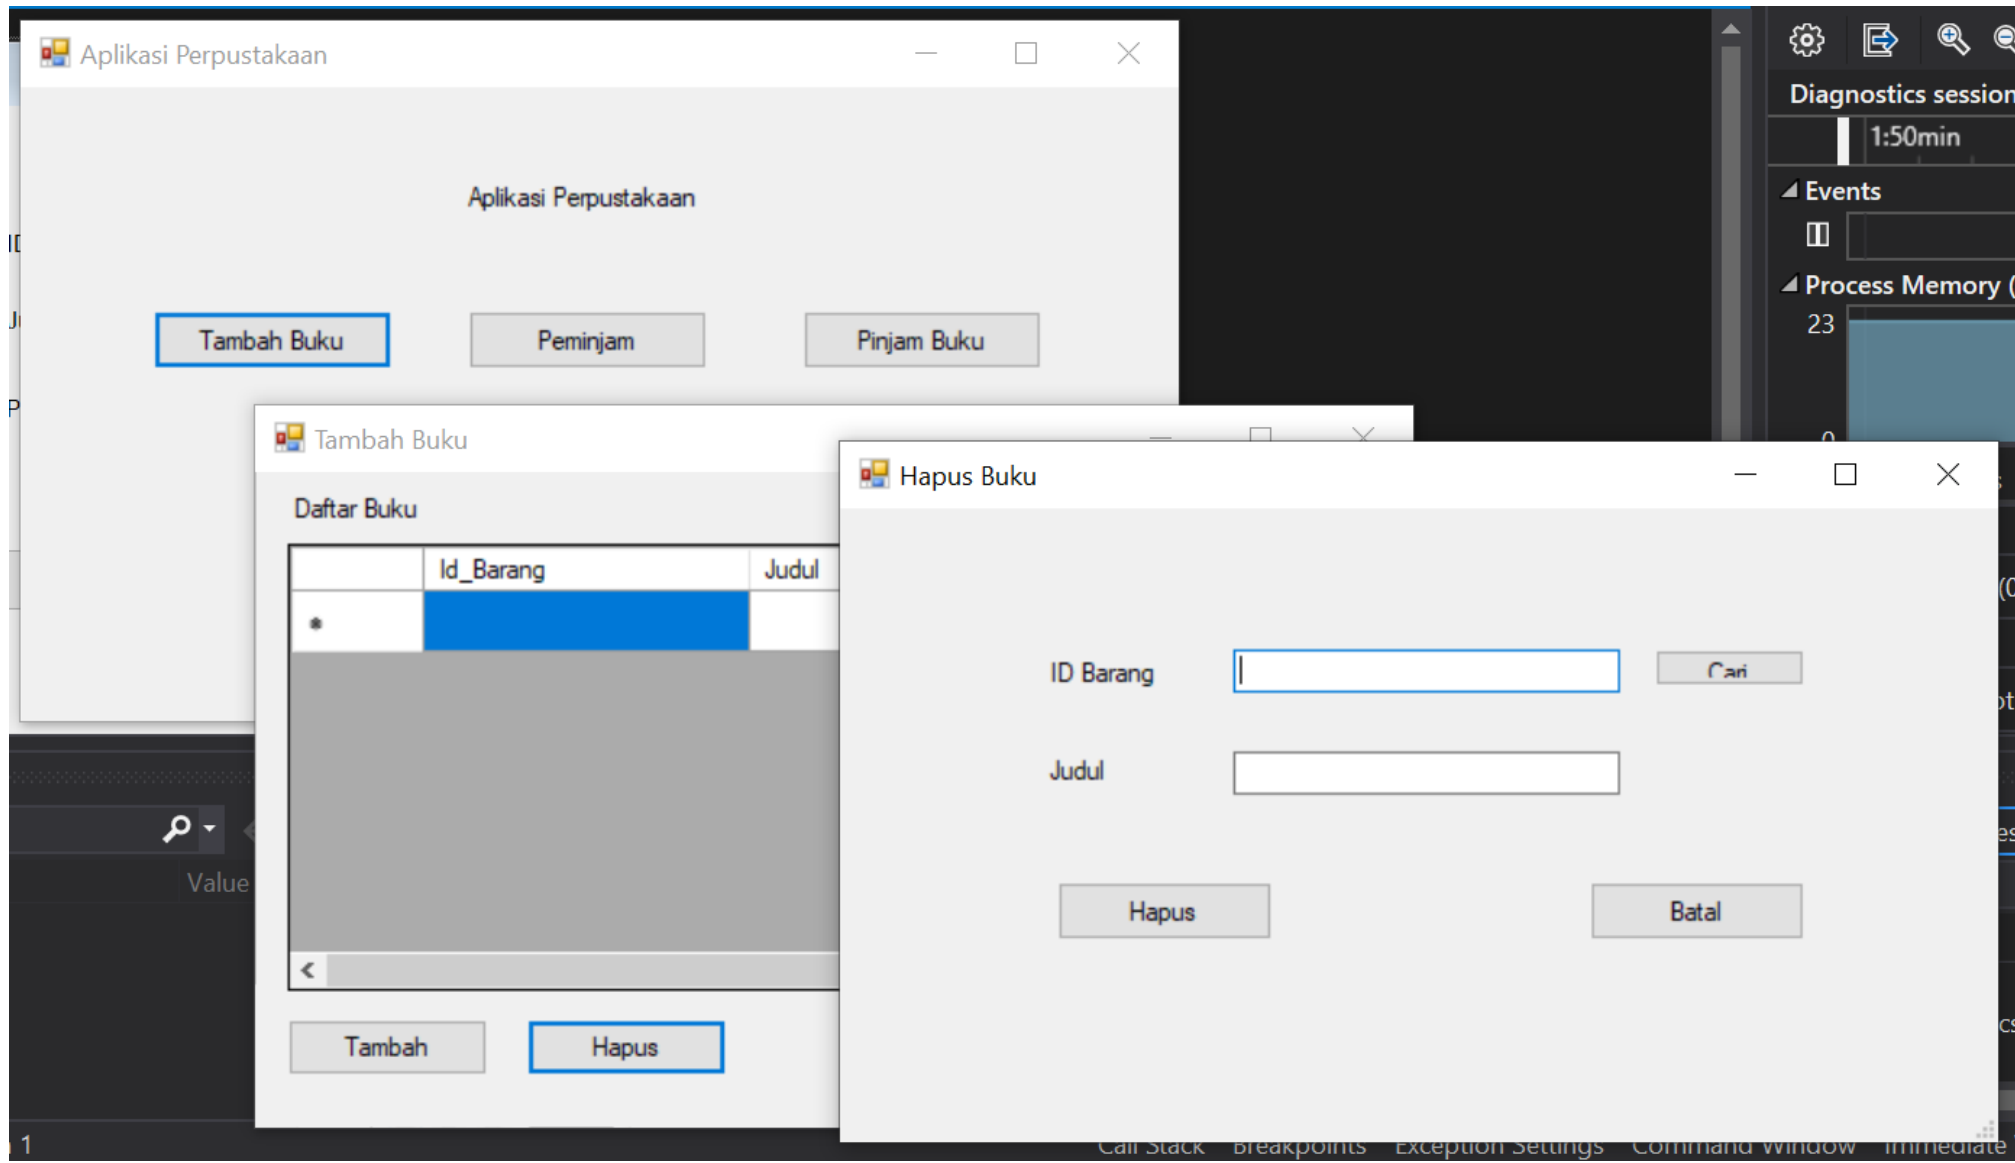 Aplikasi Perpustakaan
Aplikasi Perpustakaan
Tambah Buku
Peminjam
Pinjam Buku
Tambah Buku
Daftar Buku
Id_Barang
Judul
Tambah
Hapus
Hapus Buku
ID Barang
Cari
Judul
Hapus
Batal
Diagnostics session
1:50min
Events
Process Memory (
23
0
Value
1
Call Stack
Breakpoints
Exception Settings
Command Window
Immediate